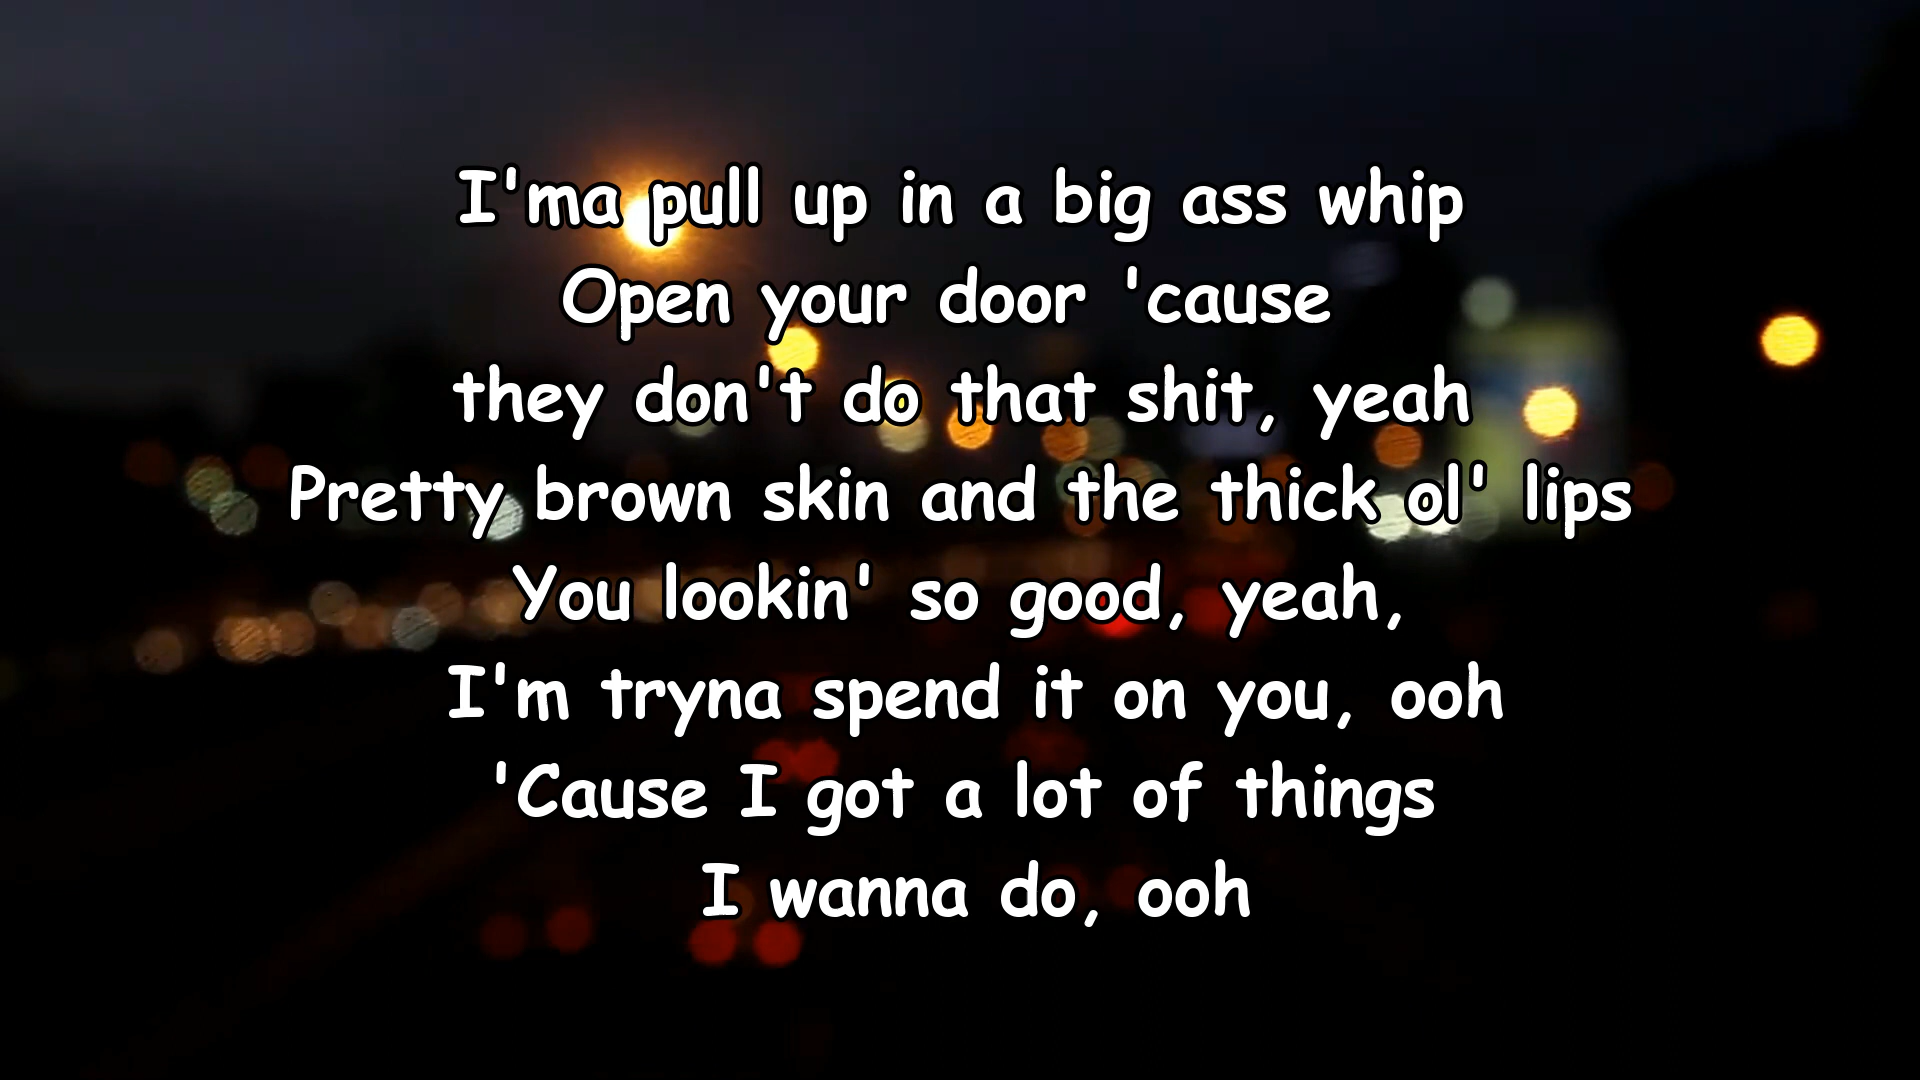 I'ma pull up in a big ass whip
Open your door 'cause
they don't do that shit, yeah
Pretty brown skin and the thick ol' lips
You lookin' so good, yeah,
I'm tryna spend it on you, ooh
'Cause I got a lot of things
I wanna do, ooh